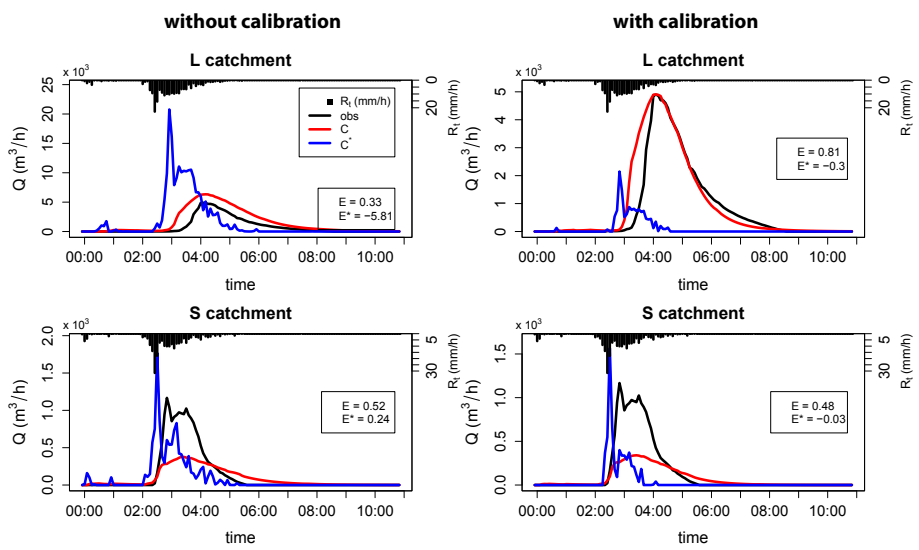 without calibration
with calibration
L catchment
x 10³
Q (m³/h)
0
5
10
15
20
25
00:00 02:00 04:00 06:00 08:00 10:00
time
0
20
Rt (mm/h)
Rt (mm/h)
obs
C
C*
E = 0.33
E* = −5.81
L catchment
x 10³
Q (m³/h)
0
1
2
3
4
5
00:00 02:00 04:00 06:00 08:00 10:00
time
0
20
Rt (mm/h)
E = 0.81
E* = −0.3
S catchment
x 10³
Q (m³/h)
0.0
0.5
1.0
1.5
2.0
00:00 02:00 04:00 06:00 08:00 10:00
time
5
30
Rt (mm/h)
E = 0.52
E* = 0.24
S catchment
x 10³
Q (m³/h)
0.0
0.5
1.0
1.5
00:00 02:00 04:00 06:00 08:00 10:00
time
5
30
Rt (mm/h)
E = 0.48
E* = −0.03